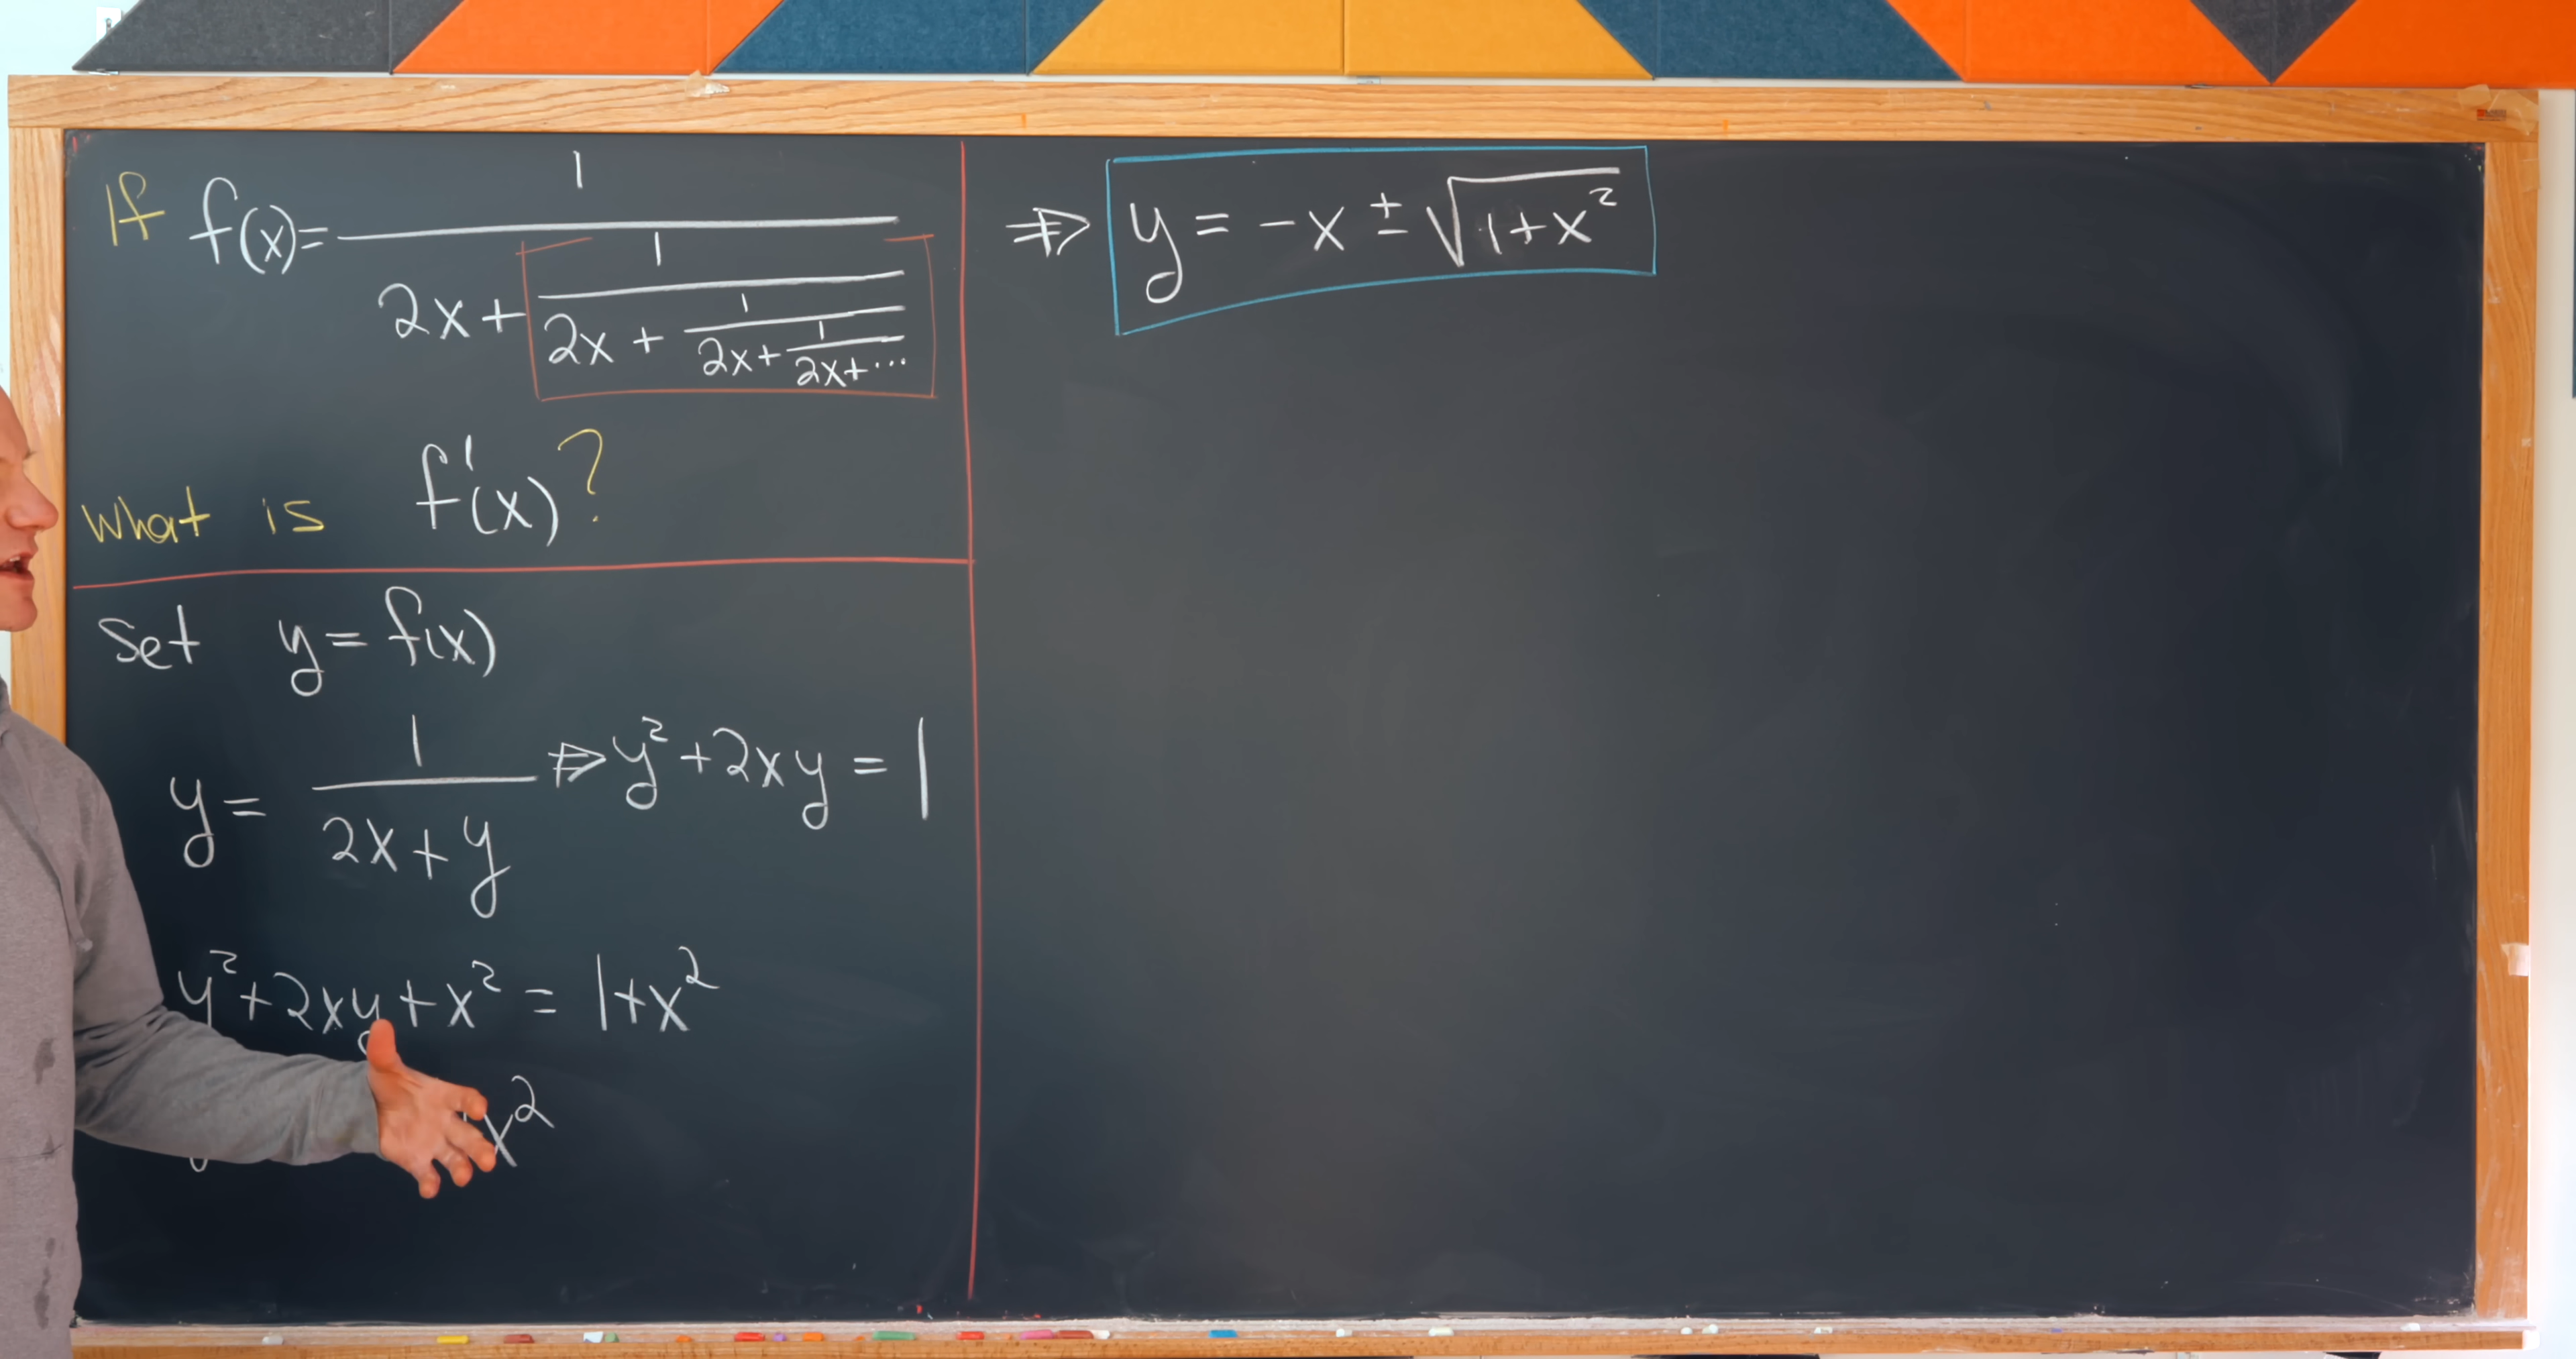 If f(x) = 1/(2x + 1/(2x + 1/(2x + 1/(2x + ⋯))))
What is f'(x)?
Set y = f(x)
y = 1/(2x + y) ⇒ y² + 2xy = 1
y² + 2xy + x² = 1 + x²
x²
⇒ y = -x ± √(1 + x²)